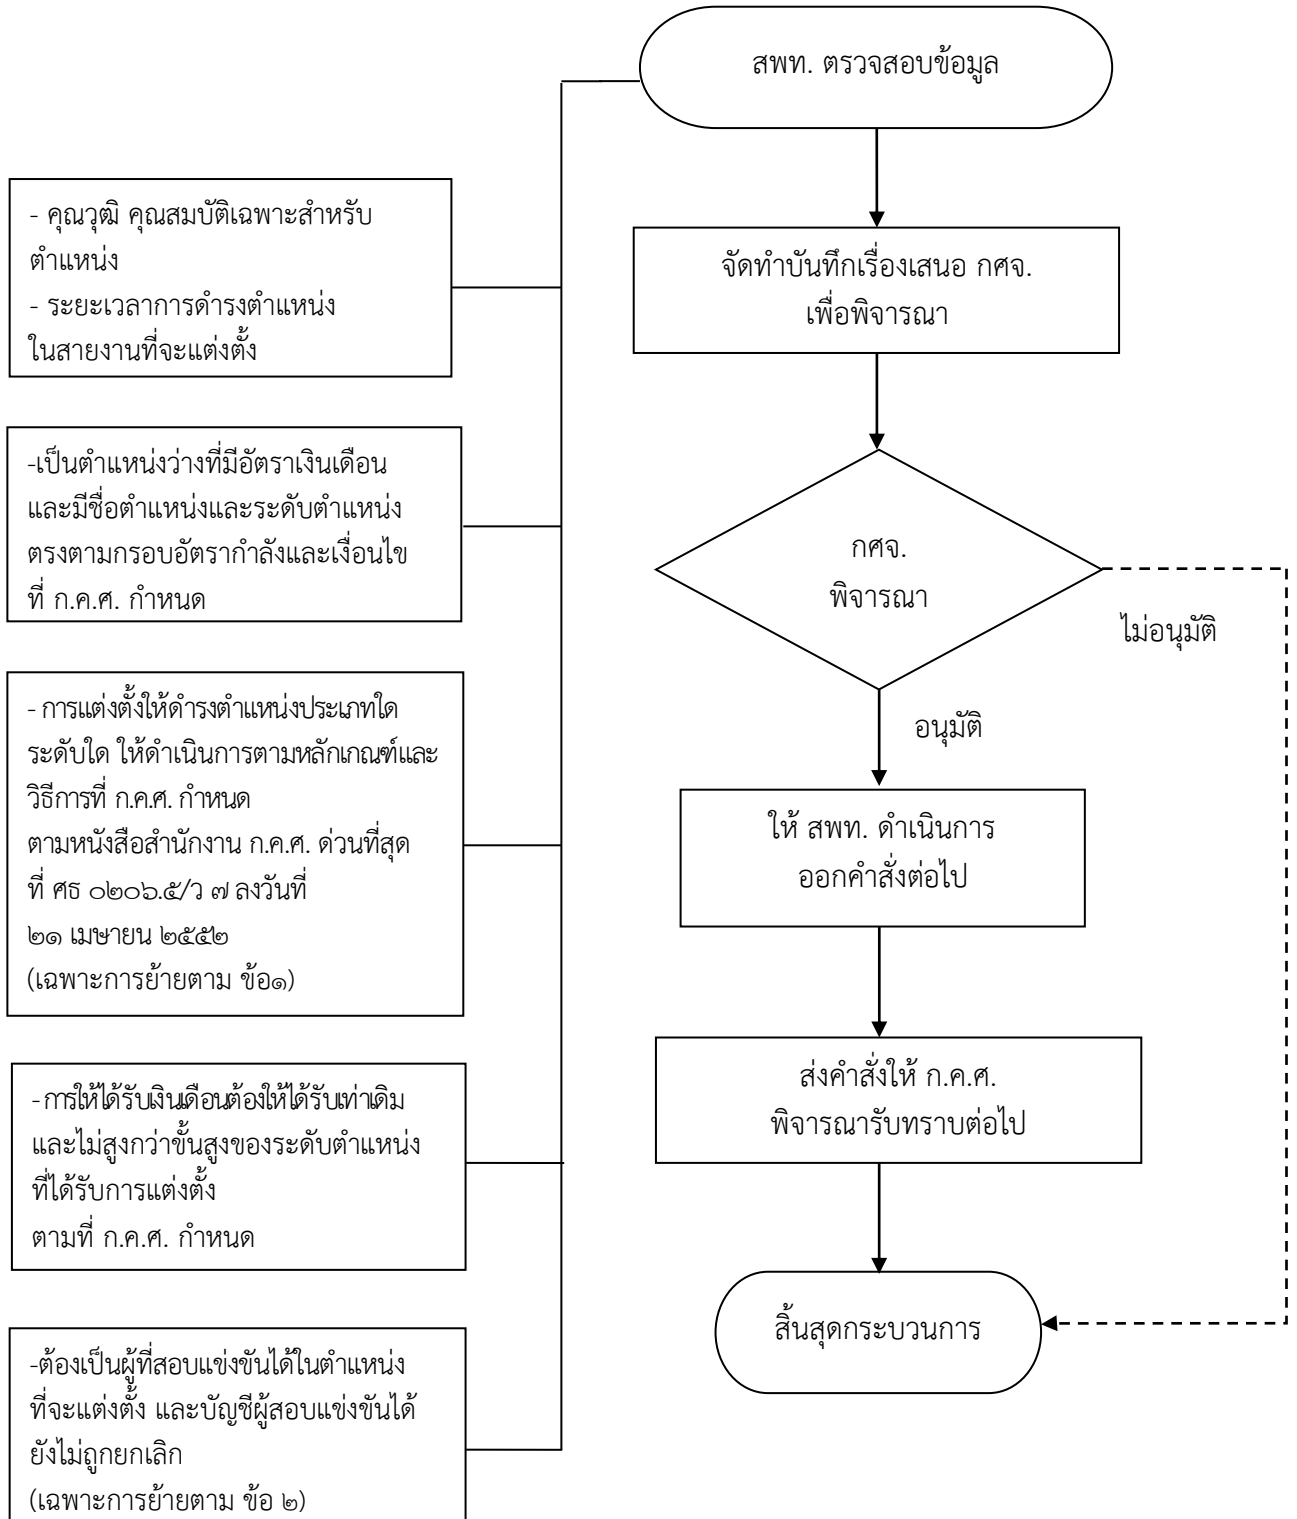 สพท. ตรวจสอบข้อมูล
- คุณวุฒิ คุณสมบัติเฉพาะสำหรับ
ตำแหน่ง
- ระยะเวลาการดำรงตำแหน่ง
ในสายงานที่จะแต่งตั้ง
-เป็นตำแหน่งว่างที่มีอัตราเงินเดือน
และมีชื่อตำแหน่งและระดับตำแหน่ง
ตรงตามกรอบอัตรากำลังและเงื่อนไข
ที่ ก.ค.ศ. กำหนด
- การแต่งตั้งให้ดำรงตำแหน่งประเภทใด
ระดับใด ให้ดำเนินการตามหลักเกณฑ์และ
วิธีการที่ ก.ค.ศ. กำหนด
ตามหนังสือสำนักงาน ก.ค.ศ. ด่วนที่สุด
ที่ ศธ ๐๒๐๖.๕/ว ๗ ลงวันที่
๒๑ เมษายน ๒๕๕๒
(เฉพาะการย้ายตาม ข้อ๑)
- การให้ได้รับเงินเดือนต้องให้ได้รับเท่าเดิม
และไม่สูงกว่าขั้นสูงของระดับตำแหน่ง
ที่ได้รับการแต่งตั้ง
ตามที่ ก.ค.ศ. กำหนด
-ต้องเป็นผู้ที่สอบแข่งขันได้ในตำแหน่ง
ที่จะแต่งตั้ง และบัญชีผู้สอบแข่งขันได้
ยังไม่ถูกยกเลิก
(เฉพาะการย้ายตาม ข้อ ๒)
จัดทำบันทึกเรื่องเสนอ กศจ.
เพื่อพิจารณา
กศจ.
พิจารณา
ไม่อนุมัติ
อนุมัติ
ให้ สพท. ดำเนินการ
ออกคำสั่งต่อไป
ส่งคำสั่งให้ ก.ค.ศ.
พิจารณารับทราบต่อไป
สิ้นสุดกระบวนการ